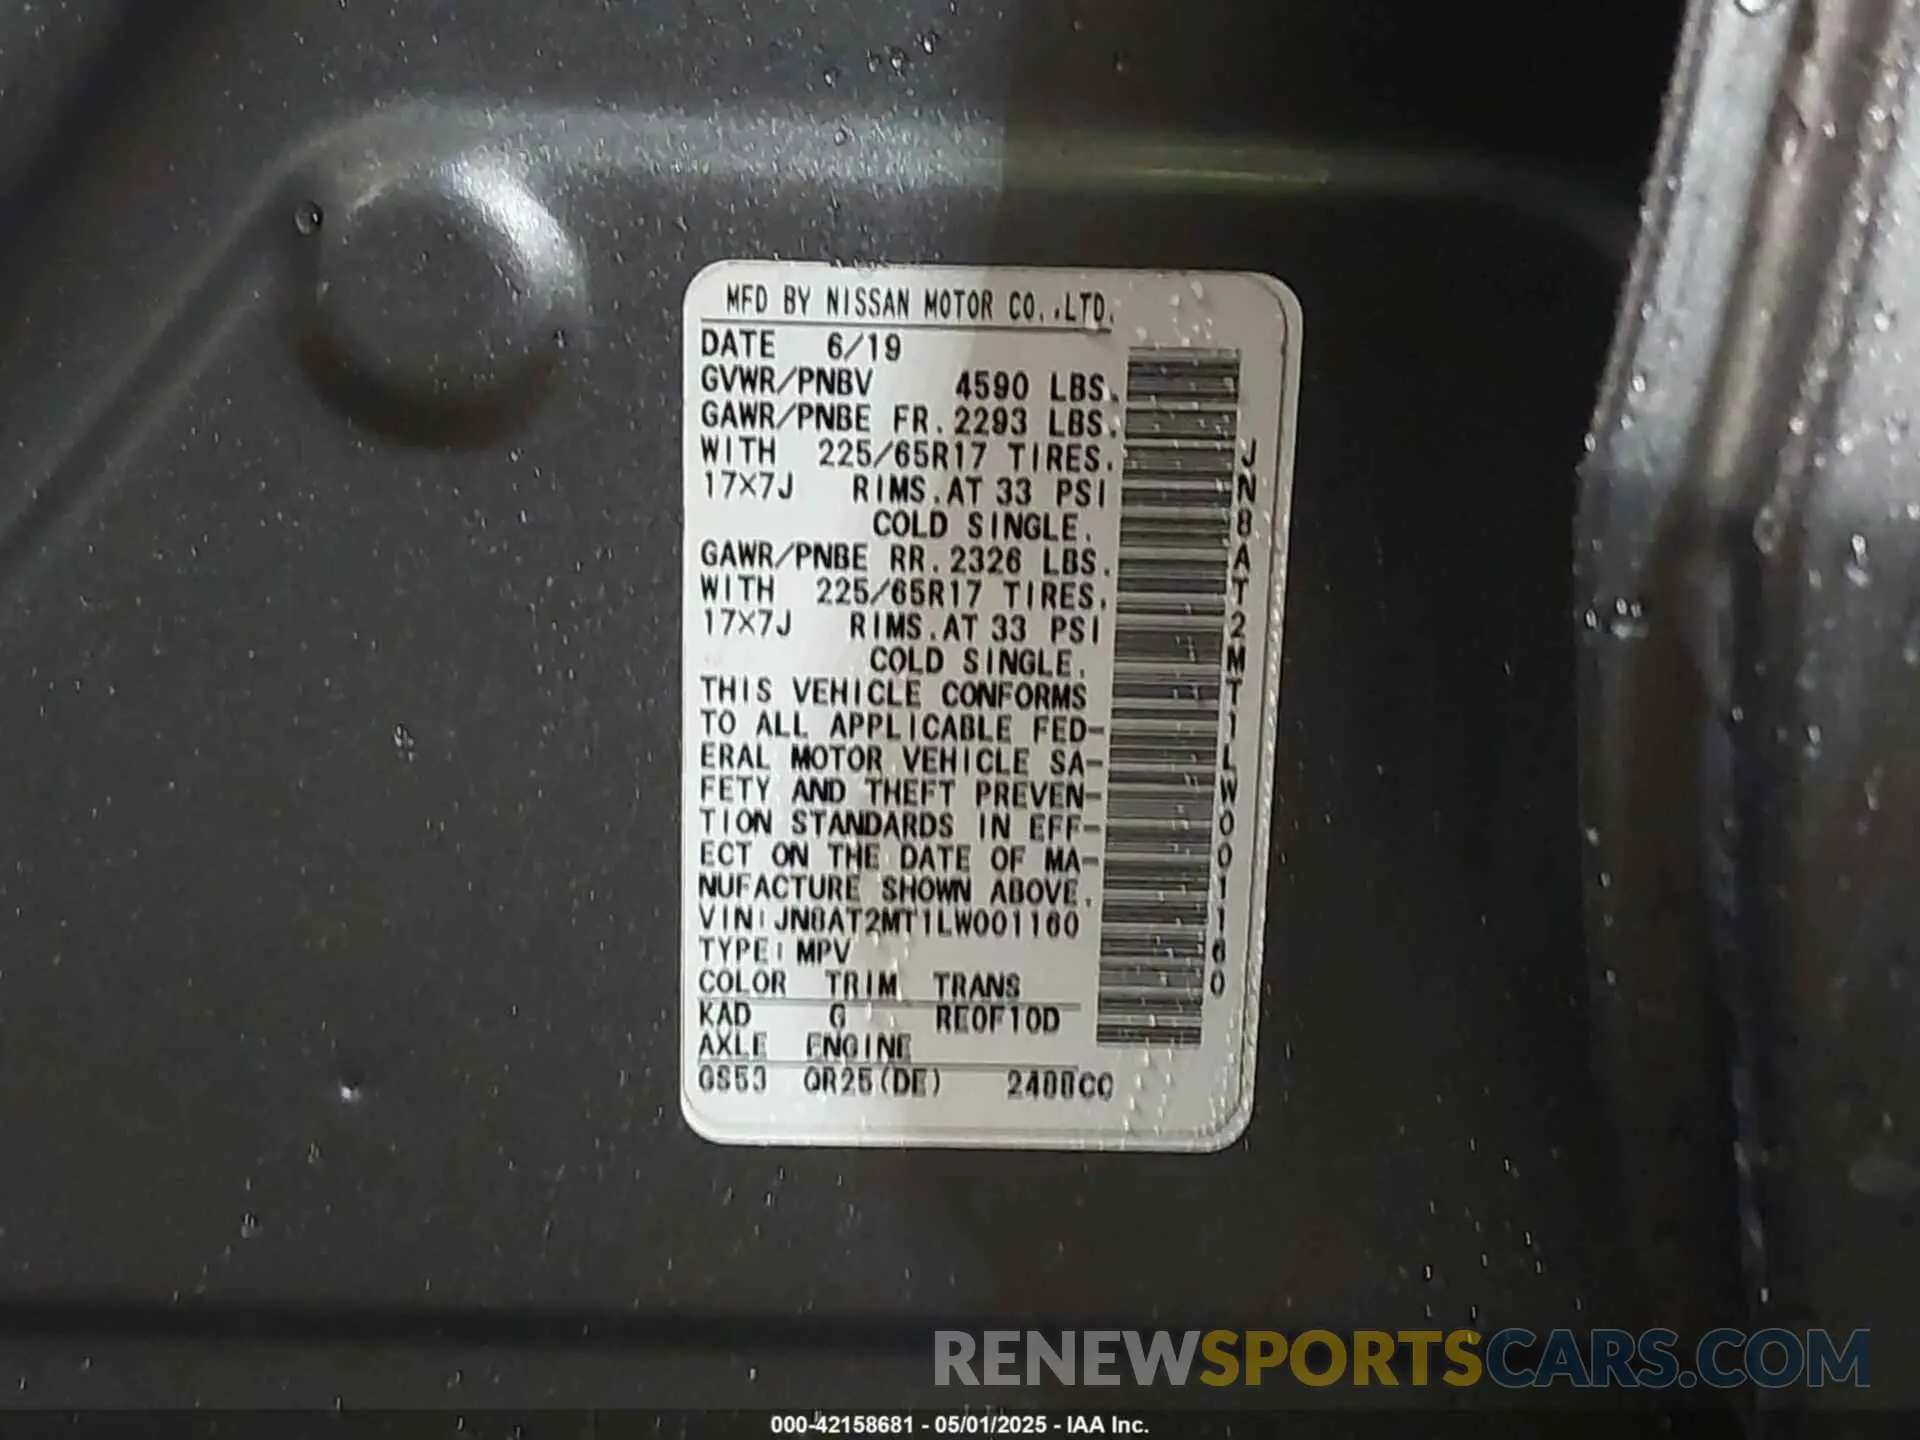 MFD BY NISSAN MOTOR CO.,LTD.
DATE 6/19
GVWR/PNBV 4590 LBS.
GAWR/PNBE FR. 2293 LBS.
WITH 225/65R17 TIRES.
17×7J RIMS. AT 33 PSI
COLD SINGLE.
GAWR/PNBE RR. 2326 LBS.
WITH 225/65R17 TIRES.
17×7J RIMS. AT 33 PSI
COLD SINGLE.
THIS VEHICLE CONFORMS
TO ALL APPLICABLE FED-
ERAL MOTOR VEHICLE SA-
FETY AND THEFT PREVEN-
TION STANDARDS IN EFF-
ECT ON THE DATE OF MA-
NUFACTURE SHOWN ABOVE.
VIN:JN8AT2MT1LW001160
TYPE:MPV
COLOR TRIM TRANS
KAD G RE0F10D
AXLE ENGINE
GS53 QR25(DE) 2488CC
JN8AT2MT1LW001160
RENEWSPORTSCARS.COM
000-42158681 - 05/01/2025 - IAA Inc.